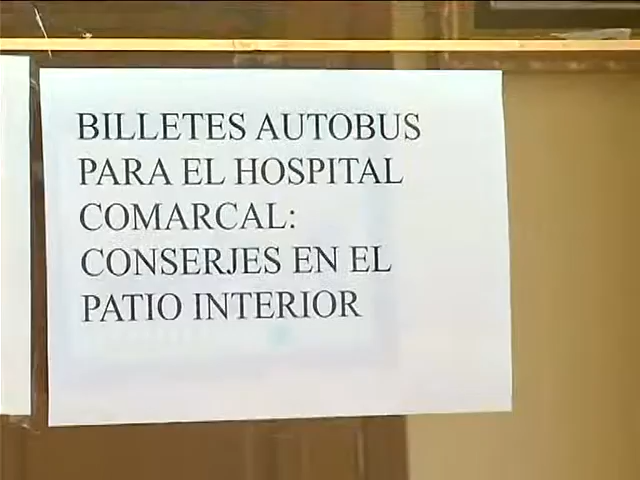 BILLETES AUTOBUS
PARA EL HOSPITAL
COMARCAL:
CONSERJES EN EL
PATIO INTERIOR